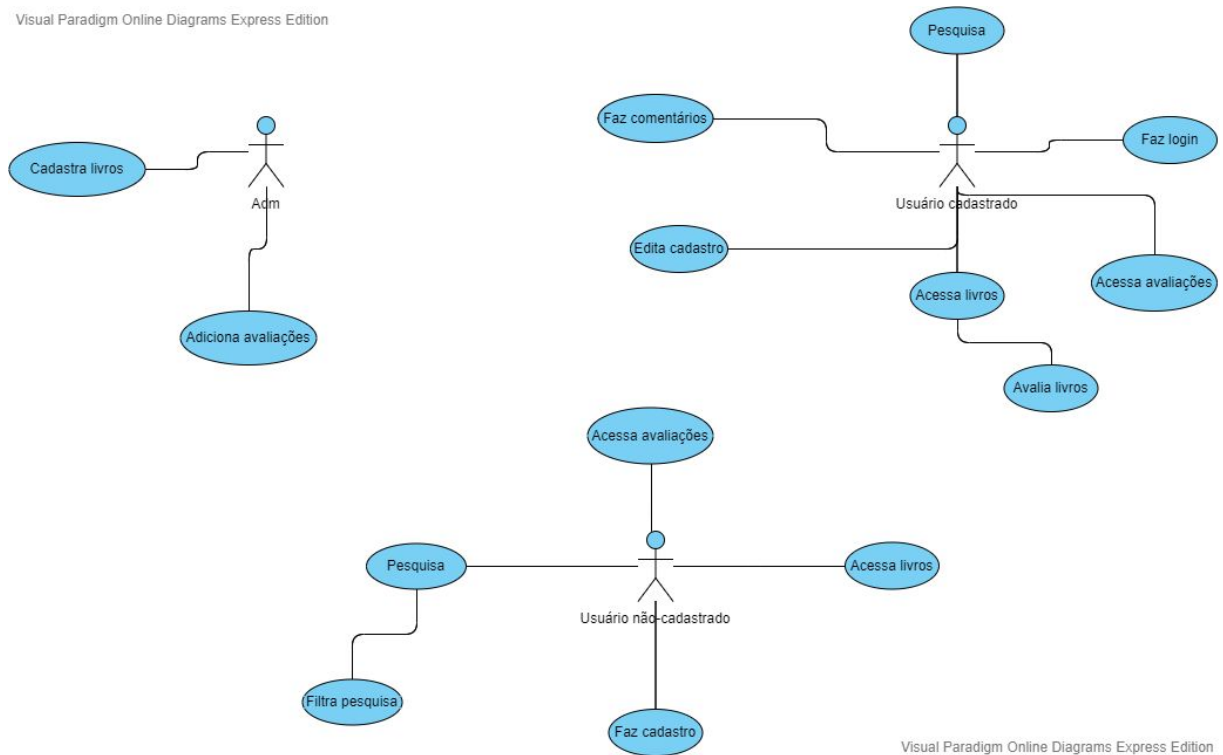 Visual Paradigm Online Diagrams Express Edition
Pesquisa
Faz comentários
Faz login
Cadastra livros
Adm
Usuário cadastrado
Edita cadastro
Acessa avaliações
Acessa livros
Adiciona avaliações
Avalia livros
Acessa avaliações
Pesquisa
Acessa livros
Usuário não-cadastrado
Filtra pesquisa
Faz cadastro
Visual Paradigm Online Diagrams Express Edition